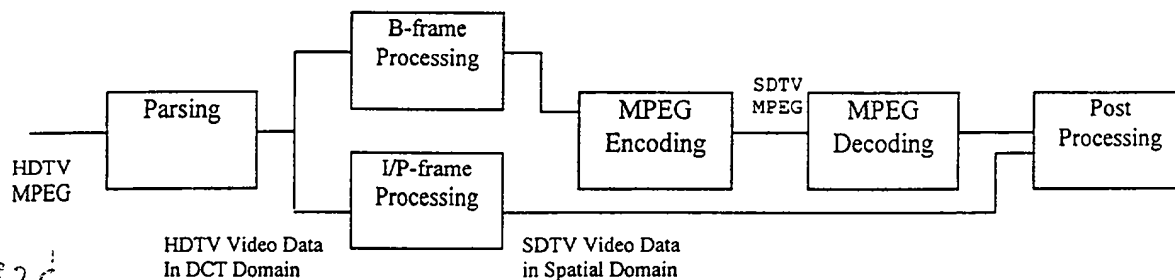 B-frame
Processing
Parsing
HDTV
MPEG
I/P-frame
Processing
MPEG
Encoding
SDTV
MPEG
MPEG
Decoding
Post
Processing
HDTV Video Data
In DCT Domain
SDTV Video Data
in Spatial Domain